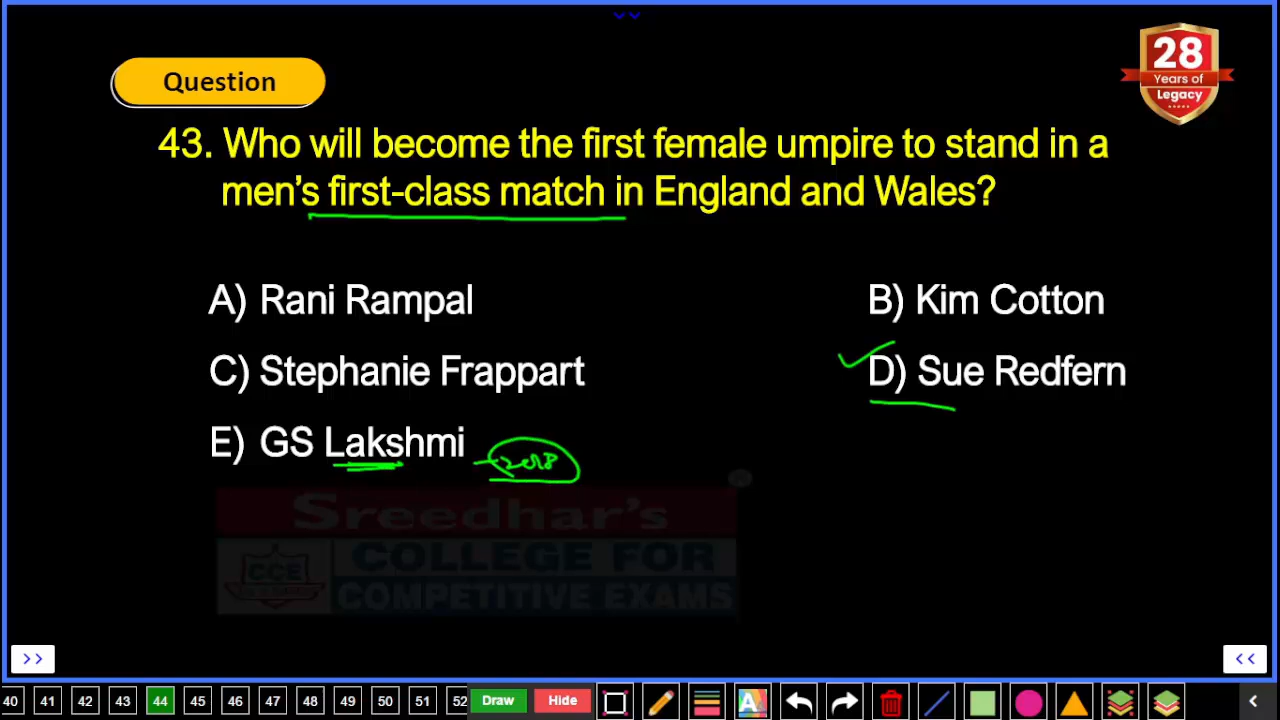 28
Years of
Legacy
Question
43. Who will become the first female umpire to stand in a
men's first-class match in England and Wales?
A) Rani Rampal
B) Kim Cotton
C) Stephanie Frappart
D) Sue Redfern
E) GS Lakshmi
2018
Sreedhar's
CCE
COLLEGE FOR
COMPETITIVE EXAMS
>>
<<
40 41 42 43 44 45 46 47 48 49 50 51 52 Draw Hide A